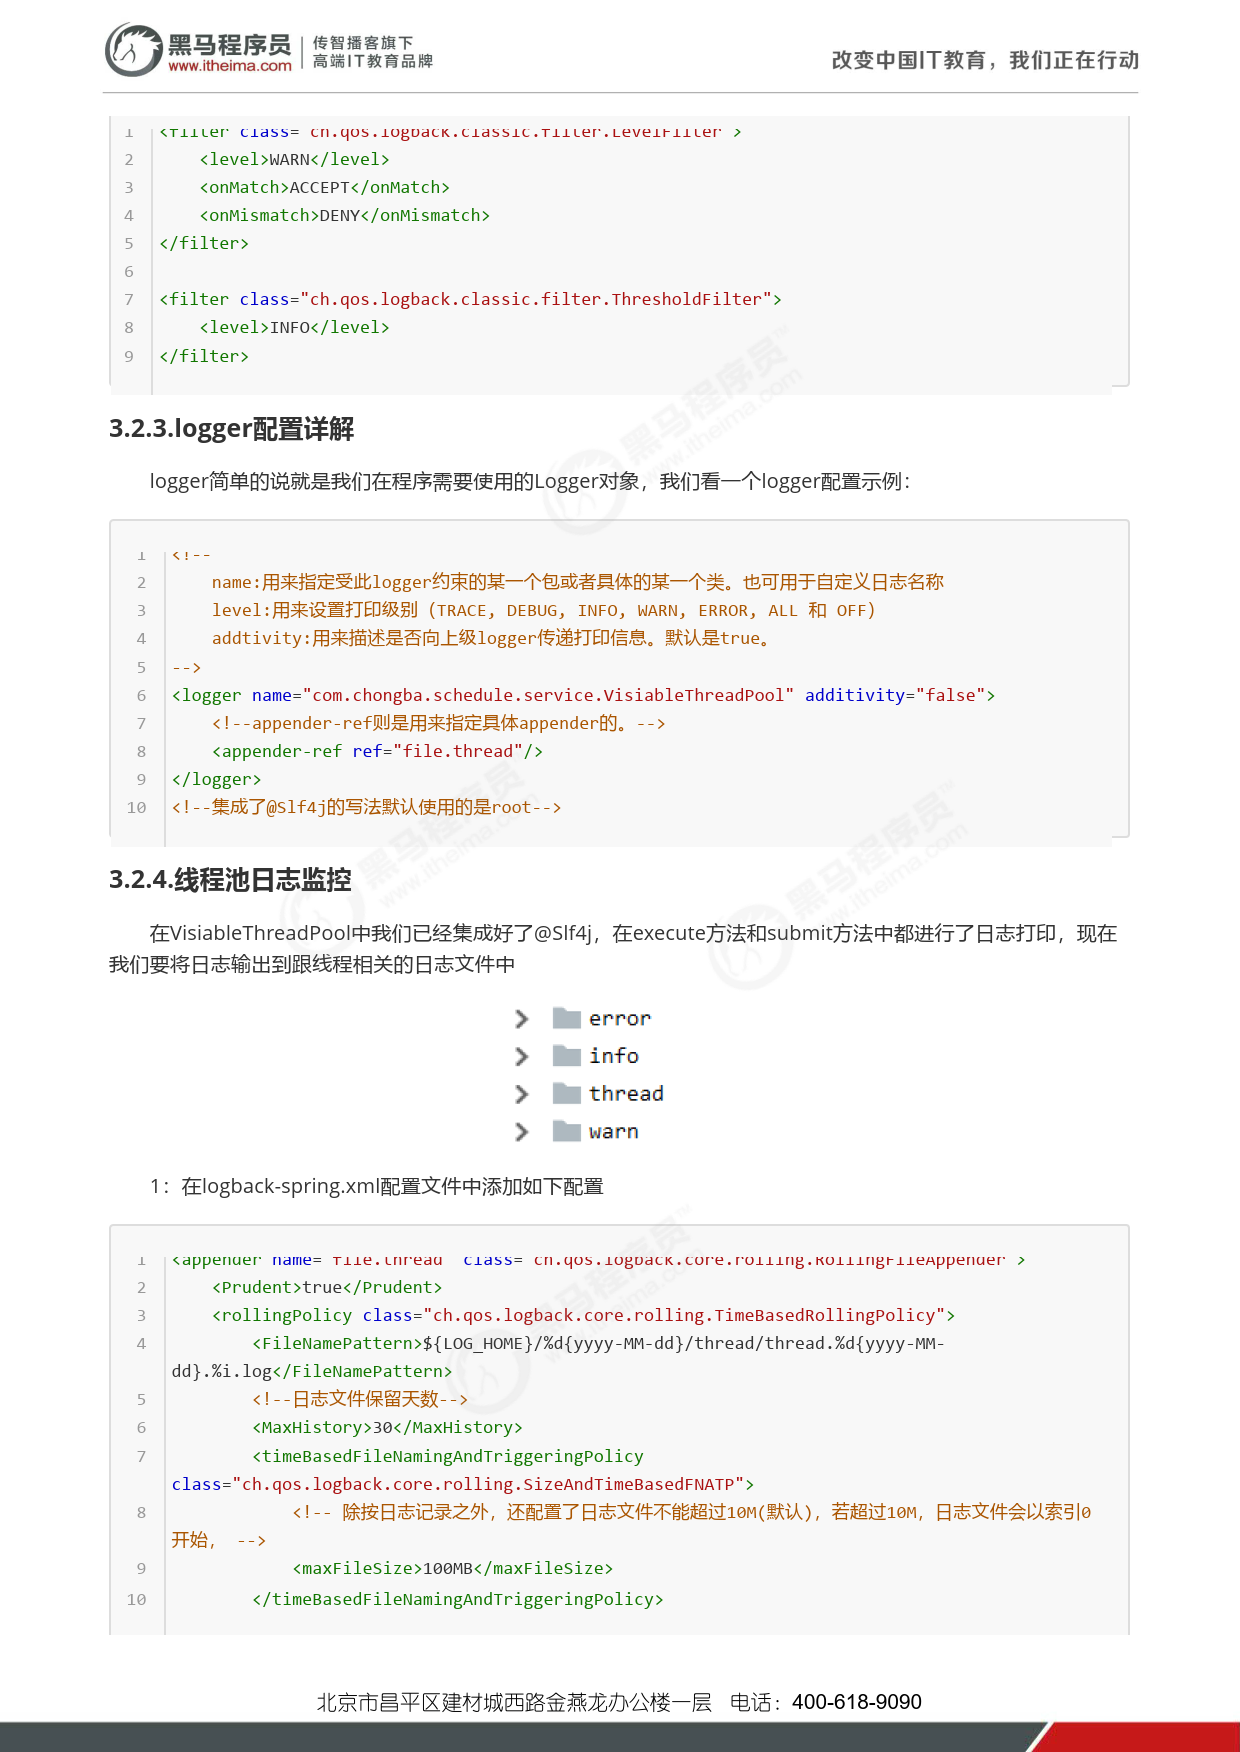 黑马程序员
www.itheima.com
传智播客旗下
高端IT教育品牌
改变中国IT教育，我们正在行动
1 <filter class="ch.qos.logback.classic.filter.LevelFilter">
2     <level>WARN</level>
3     <onMatch>ACCEPT</onMatch>
4     <onMismatch>DENY</onMismatch>
5 </filter>
6
7 <filter class="ch.qos.logback.classic.filter.ThresholdFilter">
8     <level>INFO</level>
9 </filter>
3.2.3.logger配置详解
logger简单的说就是我们在程序需要使用的Logger对象，我们看一个logger配置示例：
1 <!--
2     name:用来指定受此logger约束的某一个包或者具体的某一个类。也可用于自定义日志名称
3     level:用来设置打印级别（TRACE, DEBUG, INFO, WARN, ERROR, ALL 和 OFF）
4     addtivity:用来描述是否向上级logger传递打印信息。默认是true。
5 -->
6 <logger name="com.chongba.schedule.service.VisiableThreadPool" additivity="false">
7     <!--appender-ref则是用来指定具体appender的。-->
8     <appender-ref ref="file.thread"/>
9 </logger>
10 <!--集成了@Slf4j的写法默认使用的是root-->
3.2.4.线程池日志监控
在VisiableThreadPool中我们已经集成好了@Slf4j，在execute方法和submit方法中都进行了日志打印，现在
我们要将日志输出到跟线程相关的日志文件中
error
info
thread
warn
1：在logback-spring.xml配置文件中添加如下配置
1 <appender name="file.thread" class="ch.qos.logback.core.rolling.RollingFileAppender">
2     <Prudent>true</Prudent>
3     <rollingPolicy class="ch.qos.logback.core.rolling.TimeBasedRollingPolicy">
4         <FileNamePattern>${LOG_HOME}/%d{yyyy-MM-dd}/thread/thread.%d{yyyy-MM-
dd}.%i.log</FileNamePattern>
5         <!--日志文件保留天数-->
6         <MaxHistory>30</MaxHistory>
7         <timeBasedFileNamingAndTriggeringPolicy
class="ch.qos.logback.core.rolling.SizeAndTimeBasedFNATP">
8             <!-- 除按日志记录之外，还配置了日志文件不能超过10M(默认)，若超过10M，日志文件会以索引0
开始， -->
9             <maxFileSize>100MB</maxFileSize>
10         </timeBasedFileNamingAndTriggeringPolicy>
北京市昌平区建材城西路金燕龙办公楼一层 电话：400-618-9090